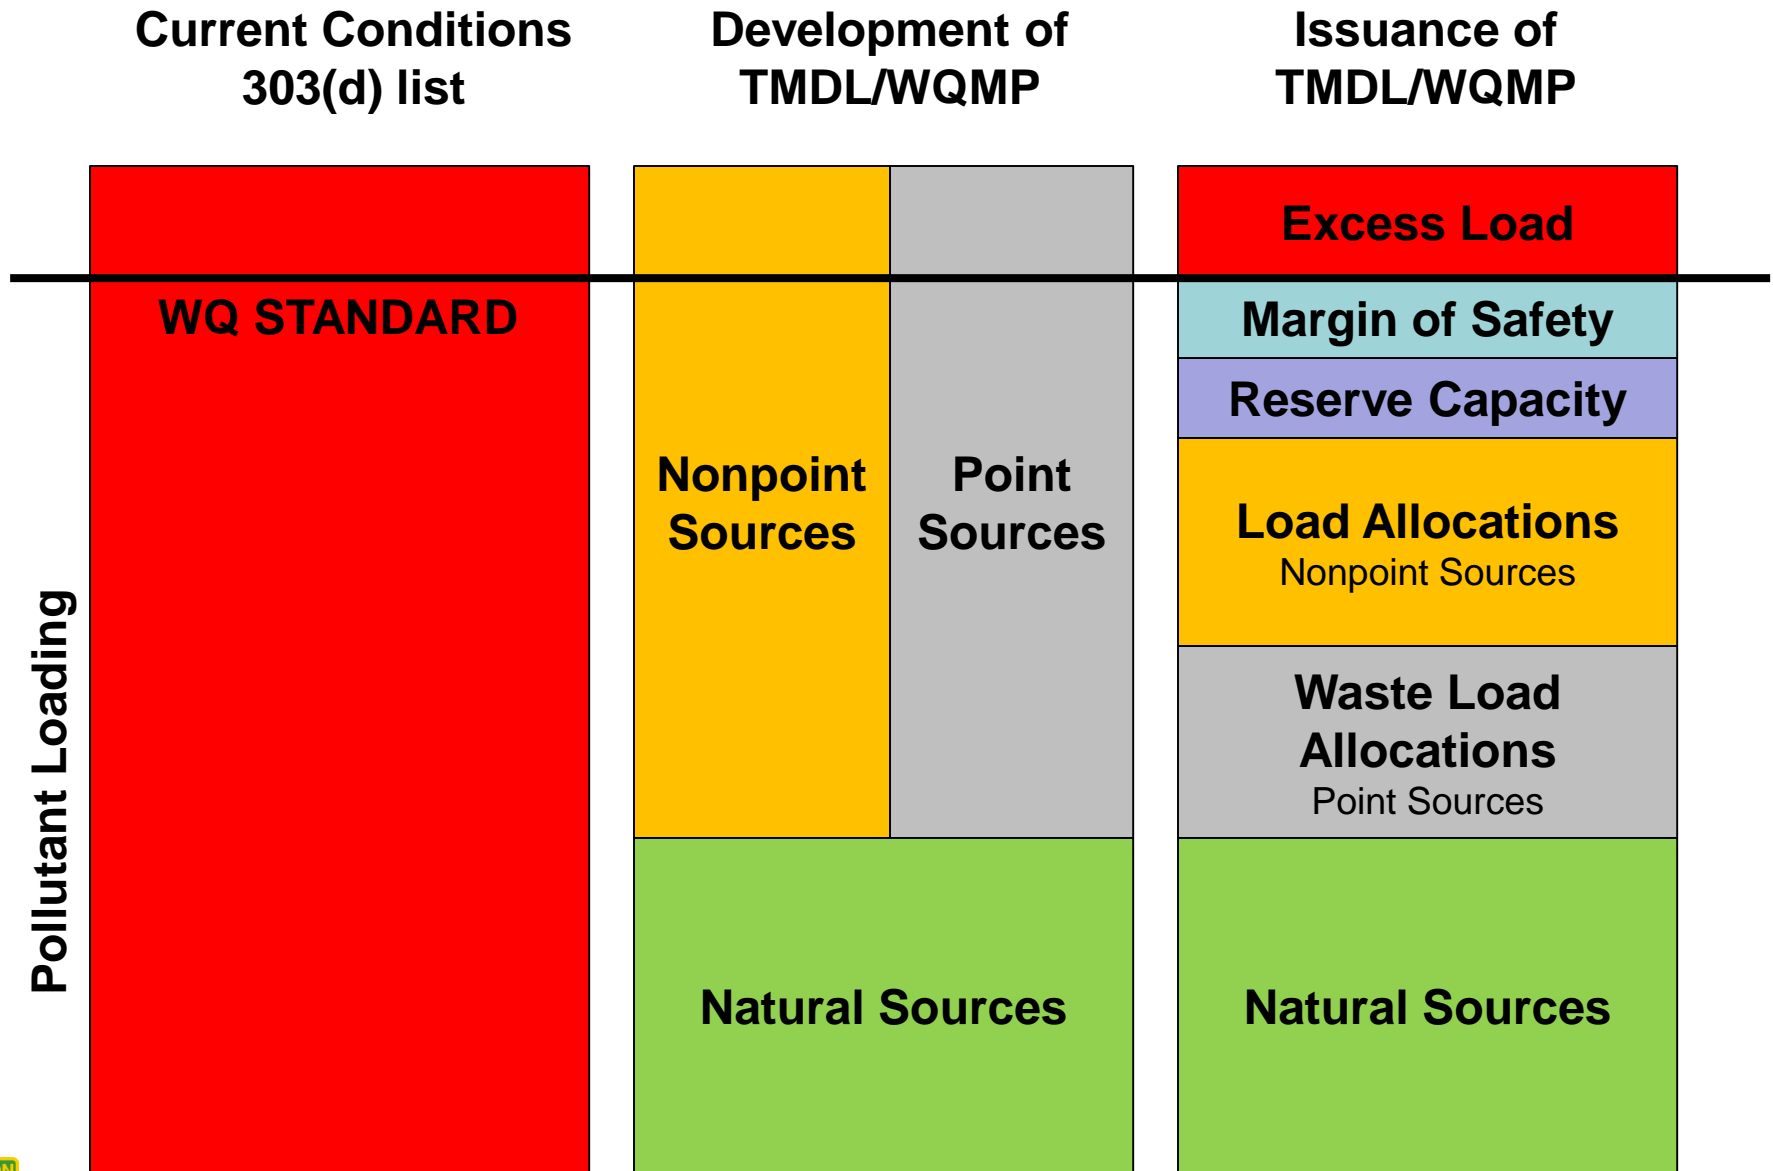 Current Conditions
303(d) list
Development of
TMDL/WQMP
Issuance of
TMDL/WQMP
Pollutant Loading
WQ STANDARD
Nonpoint
Sources
Point
Sources
Natural Sources
Excess Load
Margin of Safety
Reserve Capacity
Load Allocations
Nonpoint Sources
Waste Load
Allocations
Point Sources
Natural Sources